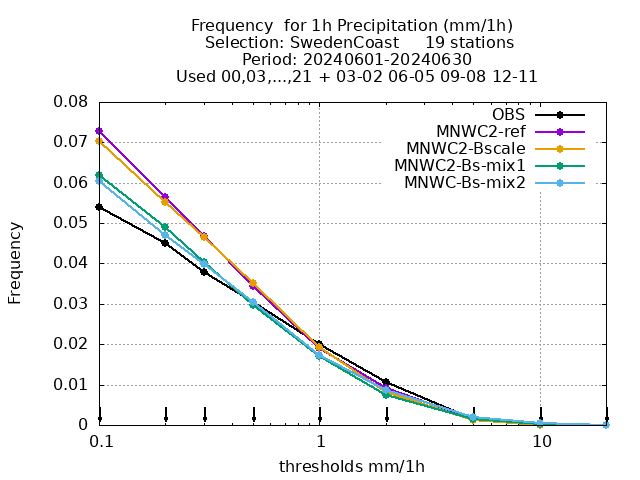 Frequency  for 1h Precipitation (mm/1h)
Selection: SwedenCoast     19 stations
Period: 20240601-20240630
Used 00,03,...,21 + 03-02 06-05 09-08 12-11
OBS
MNWC2-ref
MNWC2-Bscale
MNWC2-Bs-mix1
MNWC-Bs-mix2
0.08
0.07
0.06
0.05
0.04
0.03
0.02
0.01
0
Frequency
0.1 1 10
thresholds mm/1h